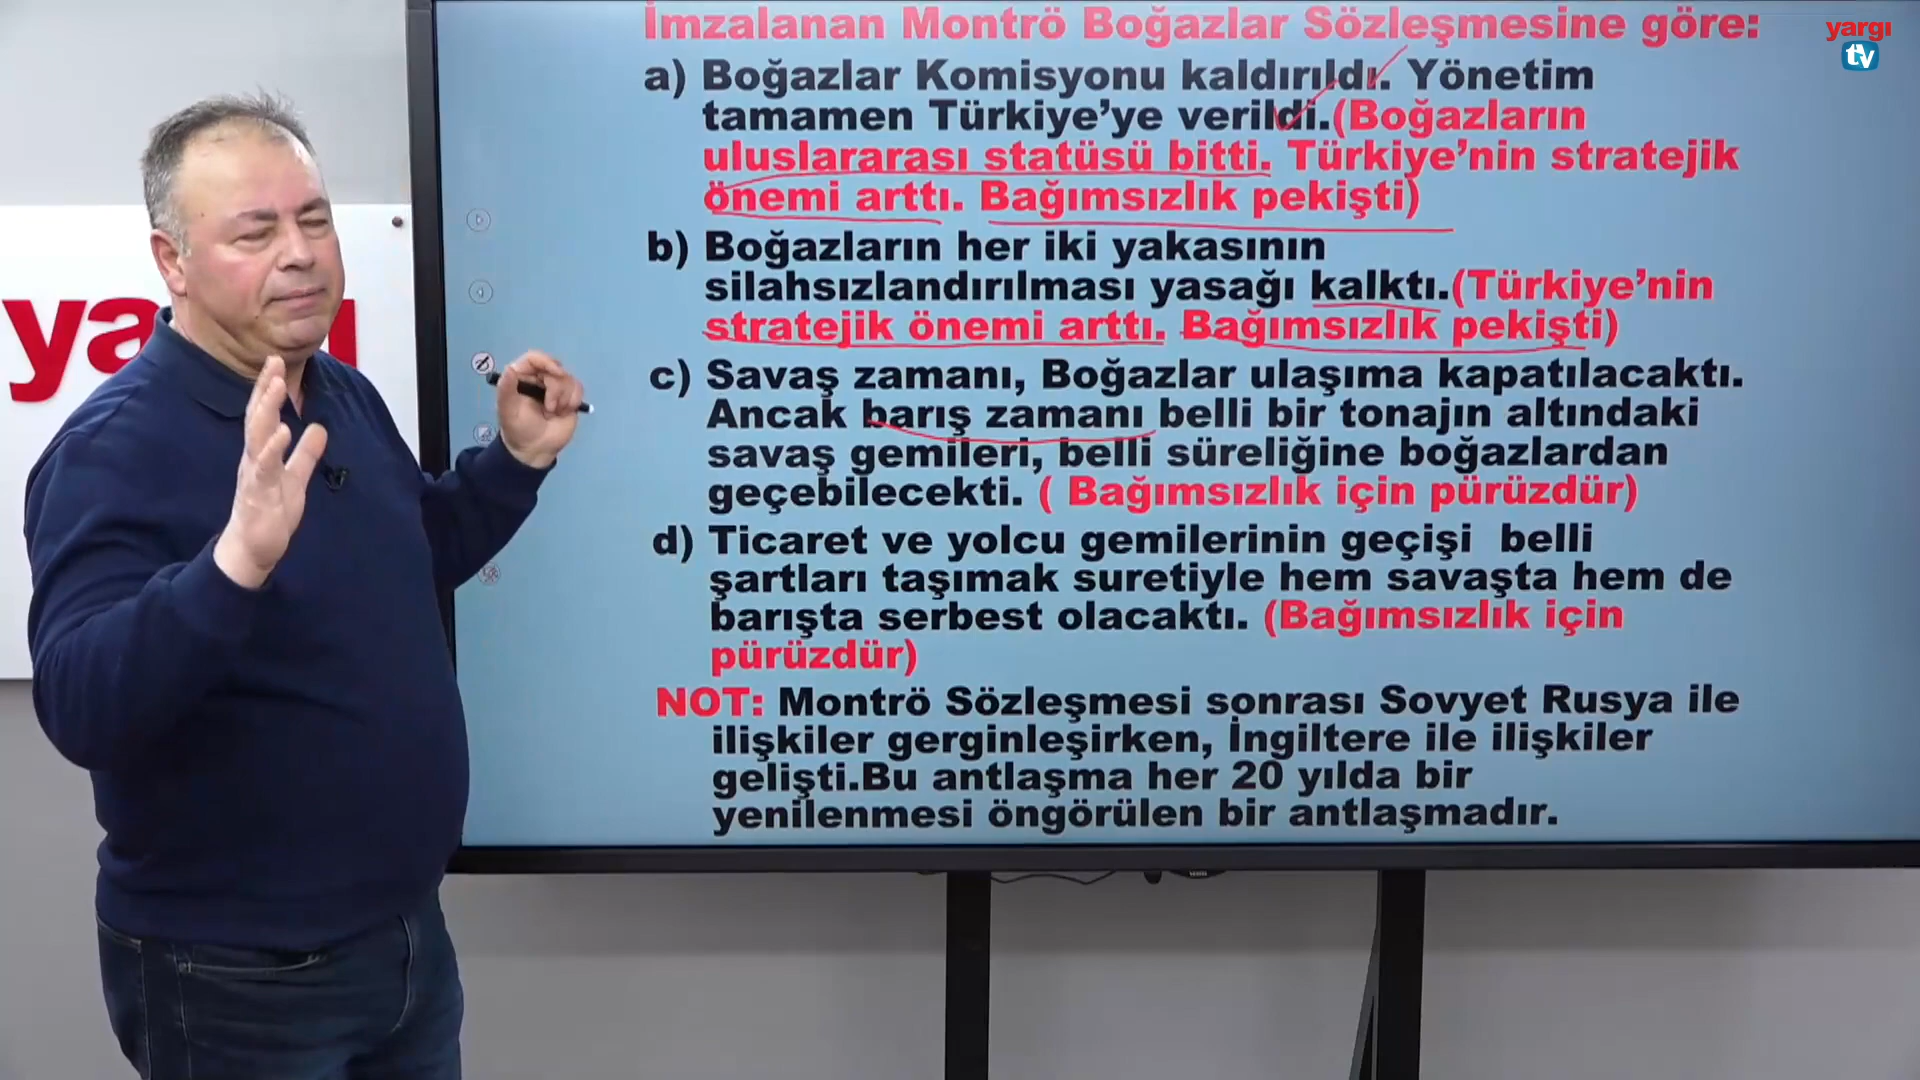 İmzalanan Montrö Boğazlar Sözleşmesine göre:
a) Boğazlar Komisyonu kaldırıldı. Yönetim
tamamen Türkiye’ye verildi.(Boğazların
uluslararası statüsü bitti. Türkiye’nin stratejik
önemi arttı. Bağımsızlık pekişti)
b) Boğazların her iki yakasının
silahsızlandırılması yasağı kalktı.(Türkiye’nin
stratejik önemi arttı. Bağımsızlık pekişti)
c) Savaş zamanı, Boğazlar ulaşıma kapatılacaktı.
Ancak barış zamanı belli bir tonajın altındaki
savaş gemileri, belli süreliğine boğazlardan
geçebilecekti. ( Bağımsızlık için pürüzdür)
d) Ticaret ve yolcu gemilerinin geçişi belli
şartları taşımak suretiyle hem savaşta hem de
barışta serbest olacaktı. (Bağımsızlık için
pürüzdür)
NOT: Montrö Sözleşmesi sonrası Sovyet Rusya ile
ilişkiler gerginleşirken, İngiltere ile ilişkiler
gelişti.Bu antlaşma her 20 yılda bir
yenilenmesi öngörülen bir antlaşmadır.
yargı
tv